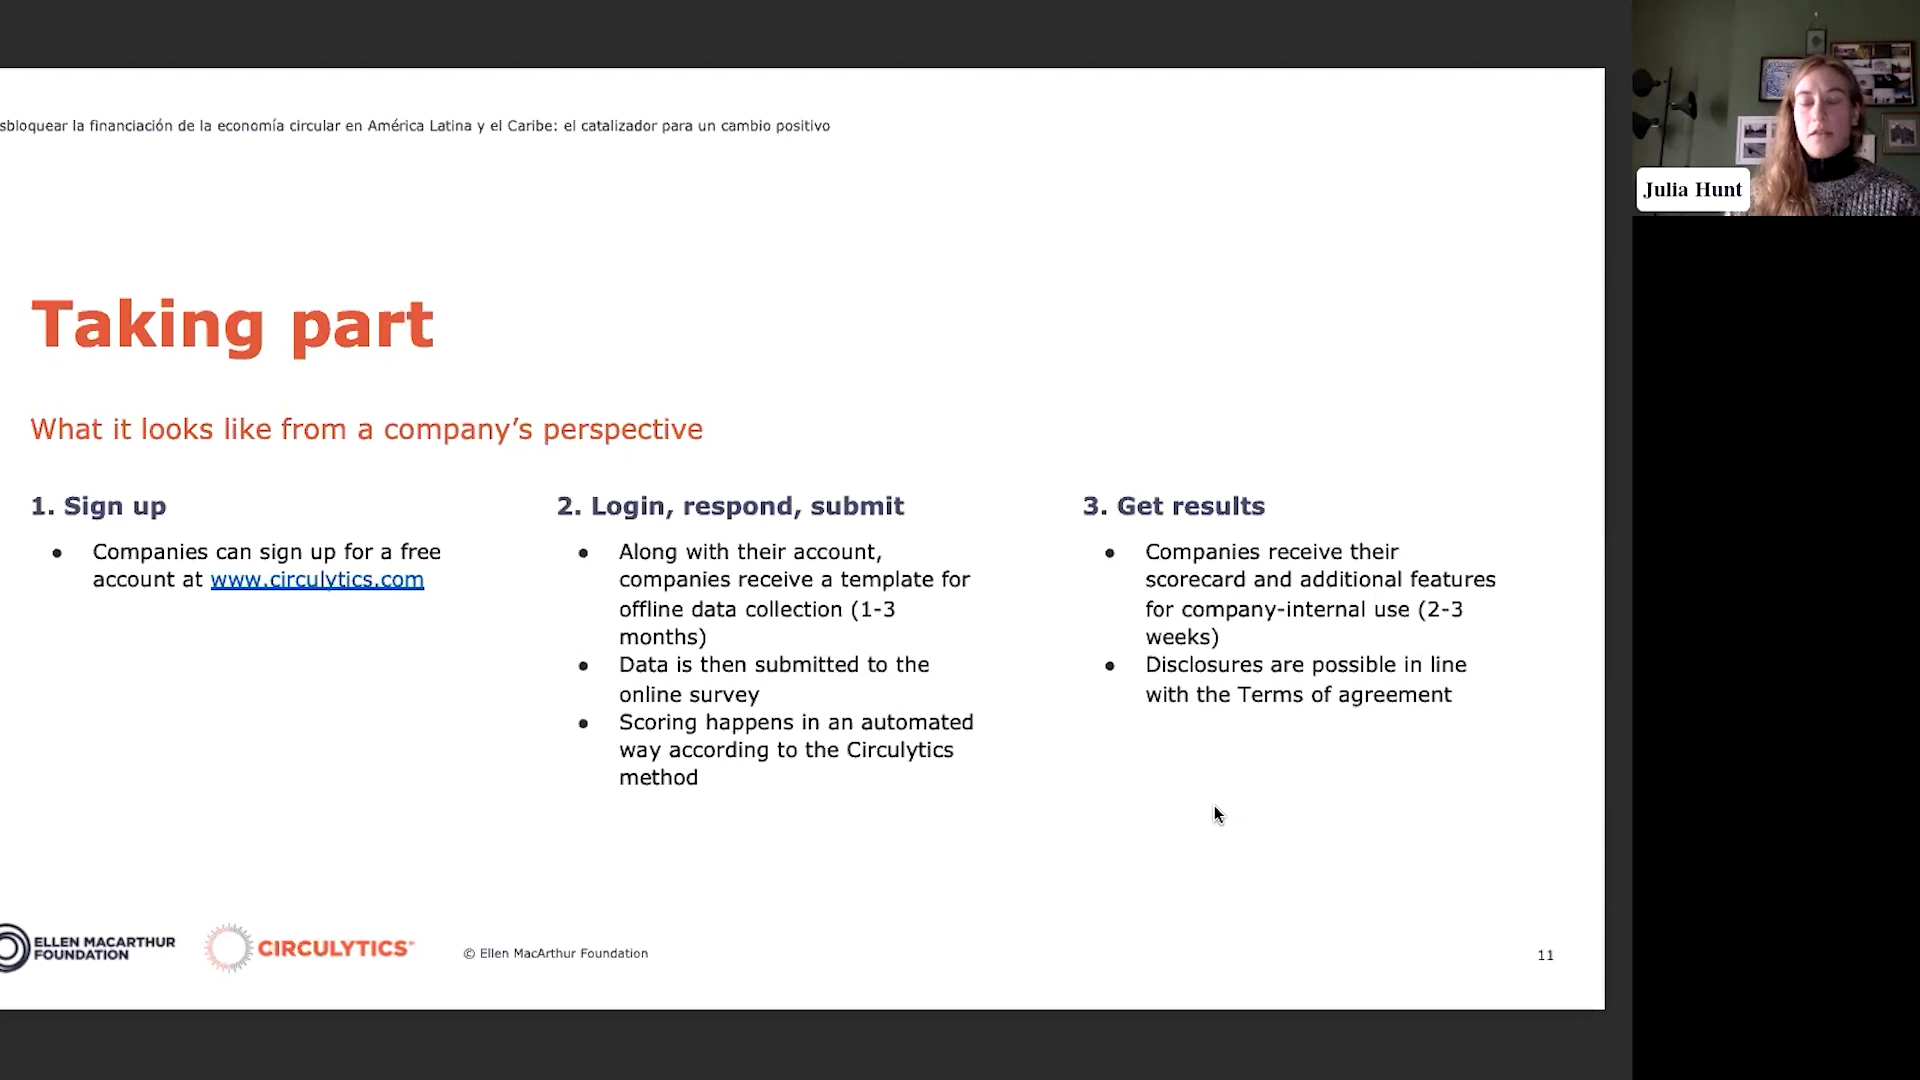 sbloquear la financiación de la economía circular en América Latina y el Caribe: el catalizador para un cambio positivo
Julia Hunt
Taking part
What it looks like from a company’s perspective
1. Sign up
● Companies can sign up for a free
account at www.circulytics.com
2. Login, respond, submit
● Along with their account,
companies receive a template for
offline data collection (1-3
months)
● Data is then submitted to the
online survey
● Scoring happens in an automated
way according to the Circulytics
method
3. Get results
● Companies receive their
scorecard and additional features
for company-internal use (2-3
weeks)
● Disclosures are possible in line
with the Terms of agreement
ELLEN MACARTHUR
FOUNDATION
CIRCULYTICS™
© Ellen MacArthur Foundation
11